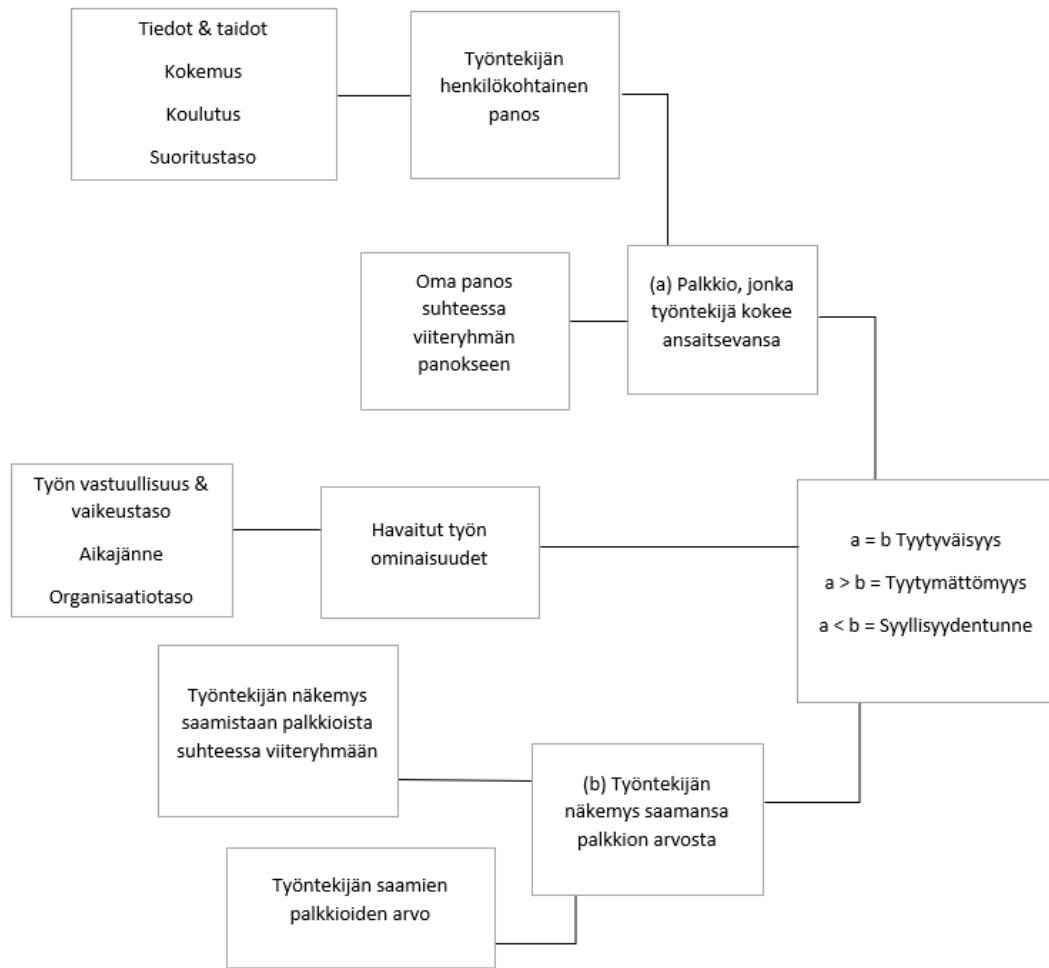 Tiedot & taidot
Kokemus
Koulutus
Suoritustaso
Työntekijän
henkilökohtainen
panos
Oma panos
suhteessa
viiteryhmän
panokseen
(a) Palkkio, jonka
työntekijä kokee
ansaitsevansa
Työn vastuullisuus &
vaikeustaso
Aikajänne
Organisaatiotaso
Havaitut työn
ominaisuudet
a = b Tyytyväisyys
a > b = Tyytymättömyys
a < b = Syyllisyydentunne
Työntekijän näkemys
saamistaan palkkioista
suhteessa viiteryhmään
(b) Työntekijän
näkemys saamansa
palkkion arvosta
Työntekijän saamien
palkkioiden arvo